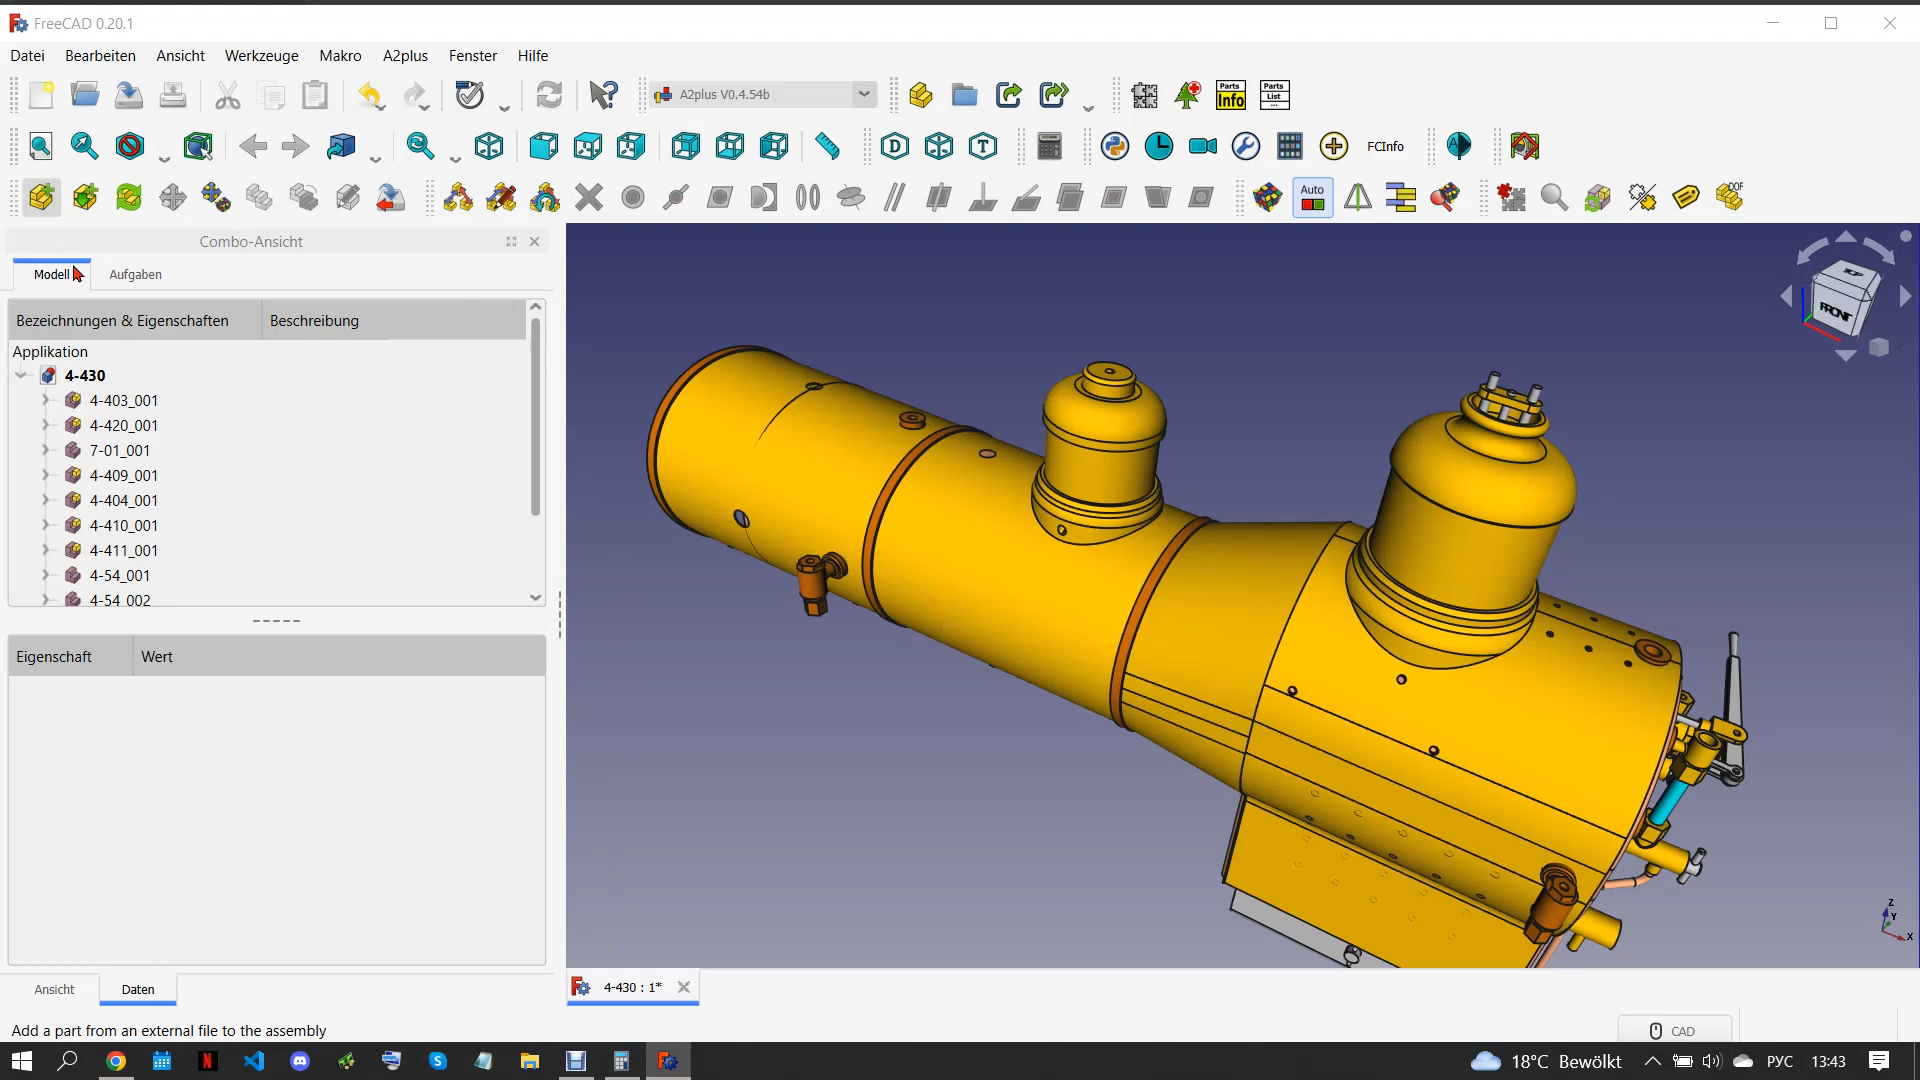 FreeCAD 0.20.1
Datei Bearbeiten Ansicht Werkzeuge Makro A2plus Fenster Hilfe
A2plus V0.4.54b
Parts Info
Parts List
D
T
FCInfo
Auto
DOF
Combo-Ansicht
Modell Aufgaben
Bezeichnungen & Eigenschaften Beschreibung
Applikation
4-430
4-403_001
4-420_001
7-01_001
4-409_001
4-404_001
4-410_001
4-411_001
4-54_001
4-54_002
Eigenschaft Wert
FRONT
Z
Y
X
Ansicht Daten
4-430 : 1*
Add a part from an external file to the assembly
CAD
18°C Bewölkt
РУС
13:43